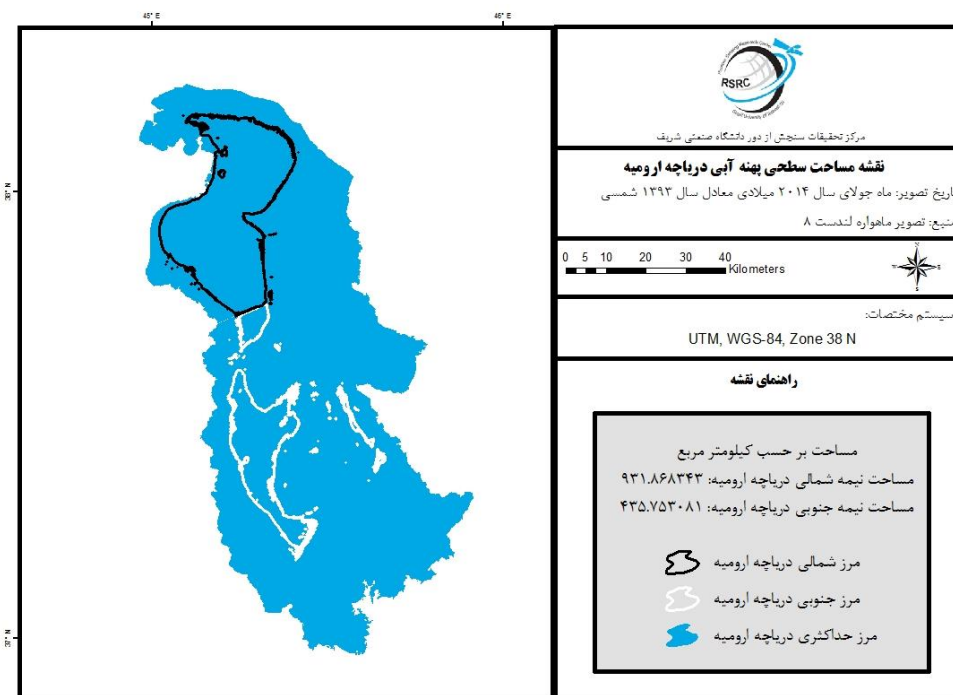 45° E
46° E
38° N
37° N
RSRC
مرکز تحقیقات سنجش از دور دانشگاه صنعتی شریف
نقشه مساحت سطحی پهنه آبی دریاچه ارومیه
تاریخ تصویر: ماه جولای سال ۲۰۱۴ میلادی معادل سال ۱۳۹۳ شمسی
منبع: تصویر ماهواره لندست ۸
0 5 10 20 30 40
Kilometers
سیستم مختصات:
UTM, WGS-84, Zone 38 N
راهنمای نقشه
مساحت بر حسب کیلومتر مربع
مساحت نیمه شمالی دریاچه ارومیه: ۹۳۱.۸۶۸۳۴۳
مساحت نیمه جنوبی دریاچه ارومیه: ۴۳۵.۷۵۳۰۸۱
مرز شمالی دریاچه ارومیه
مرز جنوبی دریاچه ارومیه
مرز حداکثری دریاچه ارومیه